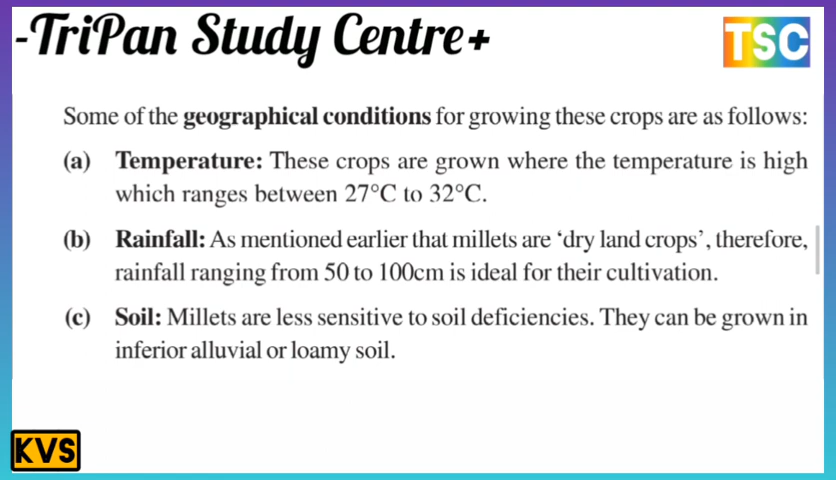 -TriPan Study Centre+
TSC
Some of the geographical conditions for growing these crops are as follows:
(a) Temperature: These crops are grown where the temperature is high
which ranges between 27°C to 32°C.
(b) Rainfall: As mentioned earlier that millets are ‘dry land crops’, therefore,
rainfall ranging from 50 to 100cm is ideal for their cultivation.
(c) Soil: Millets are less sensitive to soil deficiencies. They can be grown in
inferior alluvial or loamy soil.
KVS